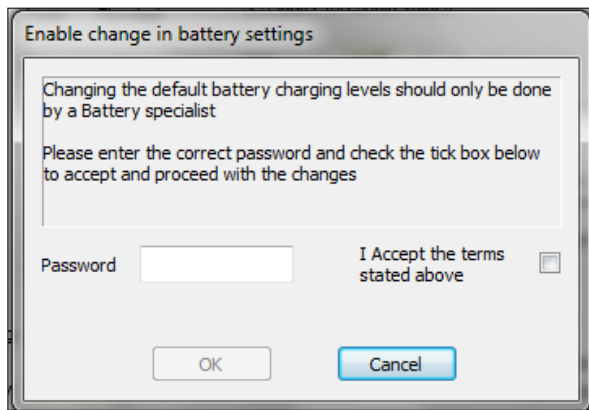 Enable change in battery settings
Changing the default battery charging levels should only be done
by a Battery specialist
Please enter the correct password and check the tick box below
to accept and proceed with the changes
Password
I Accept the terms
stated above
OK
Cancel